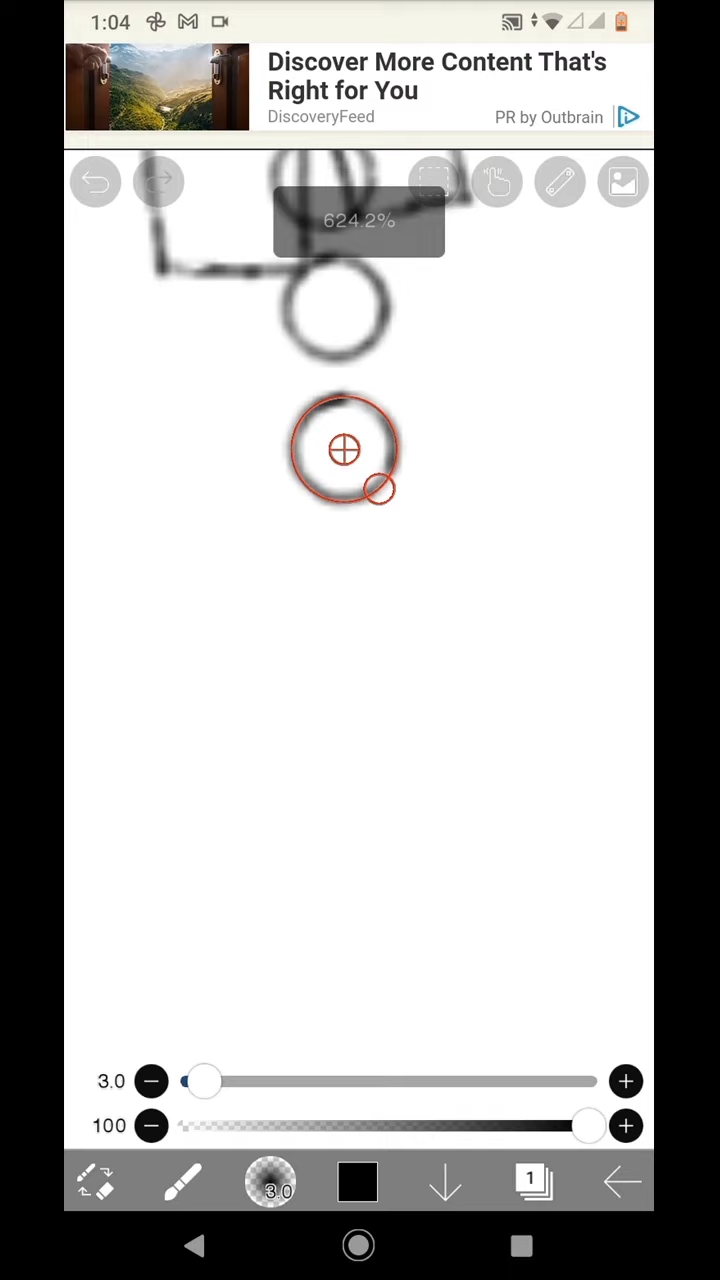 1:04
Discover More Content That's
Right for You
DiscoveryFeed
PR by Outbrain
624.2%
3.0
100
3.0
1